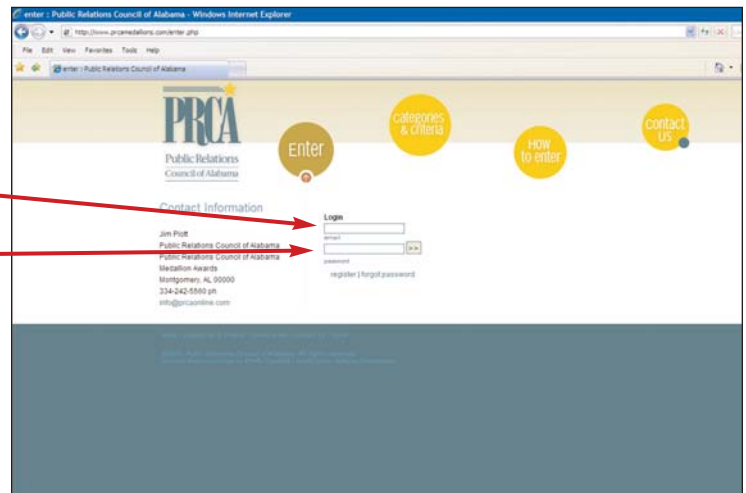 enter : Public Relations Council of Alabama - Windows Internet Explorer
http://www.prcamedallions.com/enter.php
File Edit View Favorites Tools Help
enter : Public Relations Council of Alabama
PRCA
Public Relations
Council of Alabama
Enter
categories
& criteria
HOW
to enter
contact
us
Contact Information
Jim Plott
Public Relations Council of Alabama
Public Relations Council of Alabama
Medallion Awards
Montgomery, AL 00000
334-242-5560 ph
info@prcaonline.com
Login
email
>>
password
register | forgot password